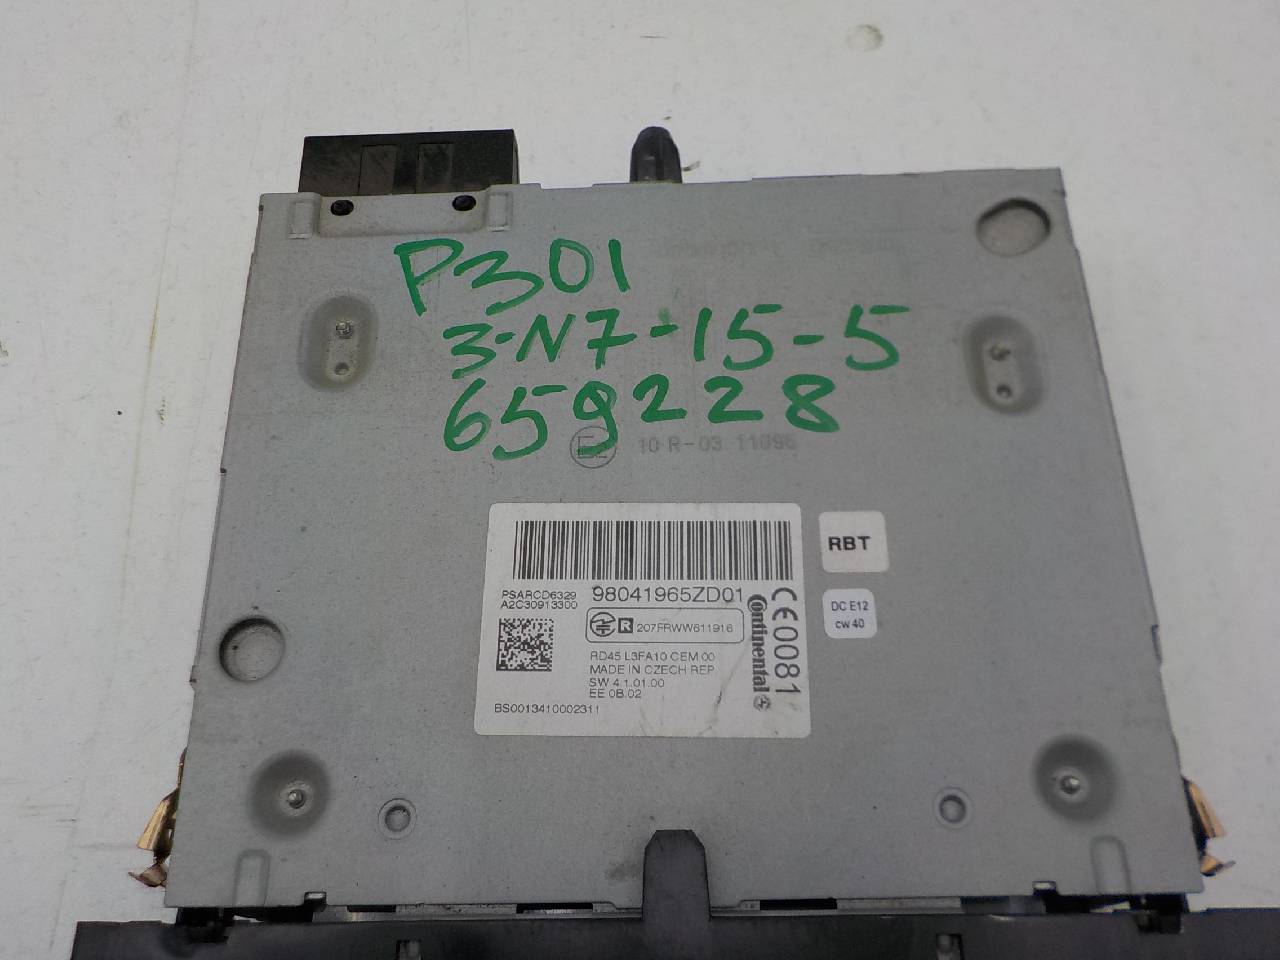 P301
3-N7-15-5
659228
E2 10 R-03 11096
PSARCD6329
A2C30913300
98041965ZD01
R 207FRWW611916
RD45 L3FA10 CEM 00
MADE IN CZECH REP
SW 4.1.01.00
EE 0B.02
BS0013410002311
Continental
CE0081
RBT
DC E12
cw 40